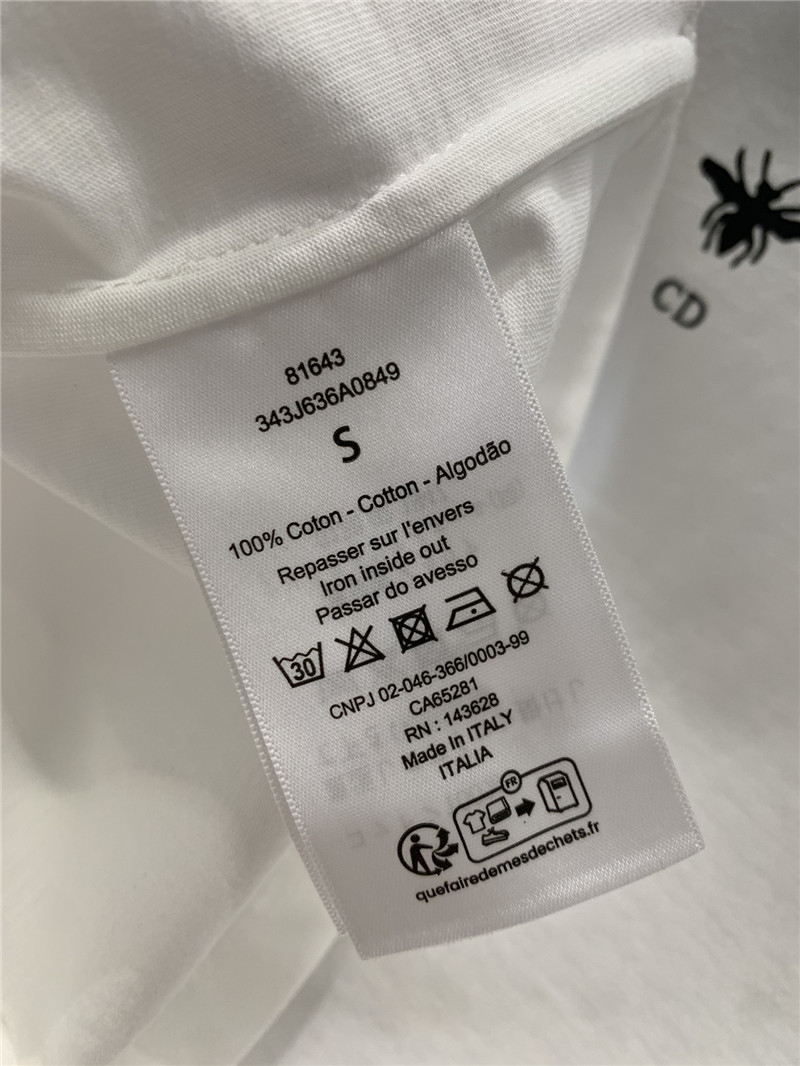 CD
81643
343J636A0849
S
100% Coton - Cotton - Algodão
Repasser sur l'envers
Iron inside out
Passar do avesso
30
CNPJ 02-046-366/0003-99
CA65281
RN : 143628
Made In ITALY
ITALIA
FR
quefairedemesdechets.fr